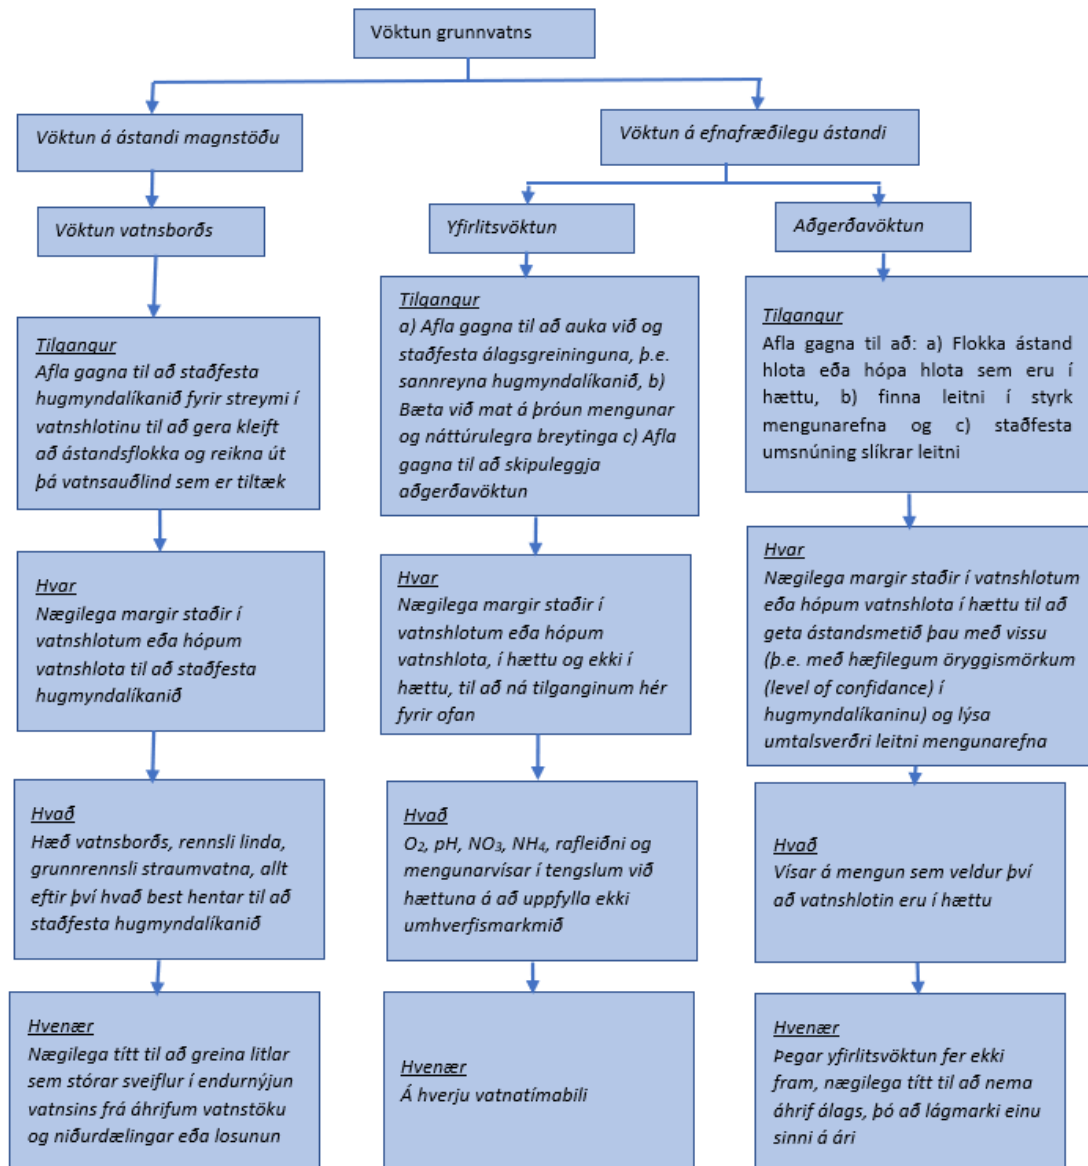 Vöktun grunnvatns
Vöktun á ástandi magnstöðu
Vöktun á efnafræðilegu ástandi
Vöktun vatnsborðs
Yfirlitsvöktun
Aðgerðavöktun
Tilgangur
Afla gagna til að staðfesta
hugmyndalíkanið fyrir streymi í
vatnshlotinu til að gera kleift
að ástandsflokka og reikna út
þá vatnsauðlind sem er tiltæk
Tilgangur
a) Afla gagna til að auka við og
staðfesta álagsgreininguna, þ.e.
sannreyna hugmyndalíkanið, b)
Bæta við mat á þróun mengunar
og náttúrulegra breytinga c) Afla
gagna til að skipuleggja
aðgerðavöktun
Tilgangur
Afla gagna til að: a) Flokka ástand
hlota eða hópa hlota sem eru í
hættu, b) finna leitni í styrk
mengunarefna og c) staðfesta
umsnúning slíkrar leitni
Hvar
Nægilega margir staðir í
vatnshlotum eða hópum
vatnshlota til að staðfesta
hugmyndalíkanið
Hvar
Nægilega margir staðir í
vatnshlotum eða hópum
vatnshlota, í hættu og ekki í
hættu, til að ná tilganginum hér
fyrir ofan
Hvar
Nægilega margir staðir í vatnshlotum
eða hópum vatnshlota í hættu til að
geta ástandsmetið þau með vissu
(þ.e. með hæfilegum öryggismörkum
(level of confidance) í
hugmyndalíkaninu) og lýsa
umtalsverðri leitni mengunarefna
Hvað
Hæð vatnsborðs, rennsli linda,
grunnrennsli straumvatna, allt
eftir því hvað best hentar til að
staðfesta hugmyndalíkanið
Hvað
O₂, pH, NO₃, NH₄, rafleiðni og
mengunarvísar í tengslum við
hættuna á að uppfylla ekki
umhverfismarkmið
Hvað
Vísar á mengun sem veldur því
að vatnshlotin eru í hættu
Hvenær
Nægilega títt til að greina litlar
sem stórar sveiflur í endurnýjun
vatnsins frá áhrifum vatnstöku
og niðurdælingar eða losunun
Hvenær
Á hverju vatnatímabili
Hvenær
Þegar yfirlitsvöktun fer ekki
fram, nægilega títt til að nema
áhrif álags, þó að lágmarki einu
sinni á ári